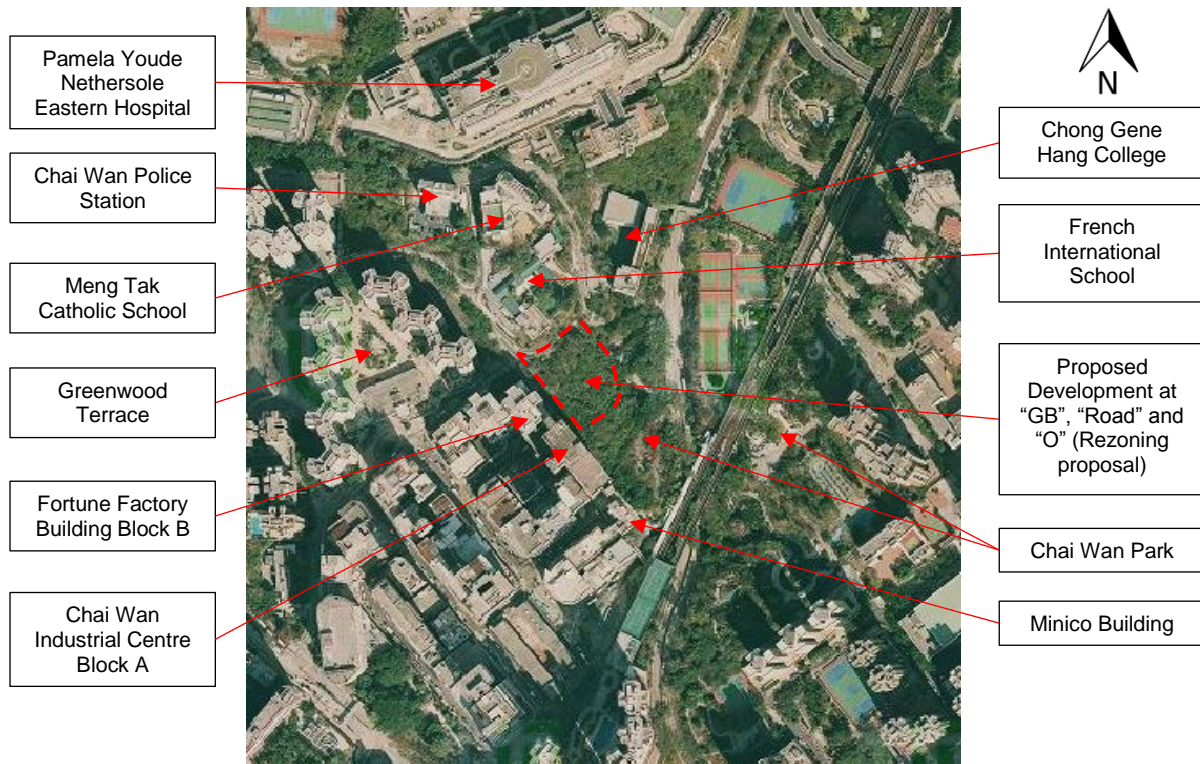 Pamela Youde
Nethersole
Eastern Hospital
Chai Wan Police
Station
Meng Tak
Catholic School
Greenwood
Terrace
Fortune Factory
Building Block B
Chai Wan
Industrial Centre
Block A
N
Chong Gene
Hang College
French
International
School
Proposed
Development at
“GB”, “Road” and
“O” (Rezoning
proposal)
Chai Wan Park
Minico Building